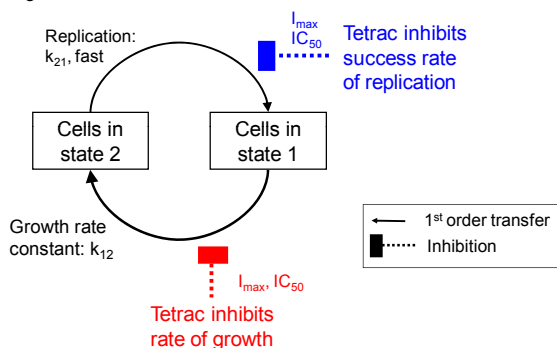 Replication:
k21, fast
Imax
IC50
Tetrac inhibits
success rate
of replication
Cells in
state 2
Cells in
state 1
Growth rate
constant: k12
Imax, IC50
Tetrac inhibits
rate of growth
1st order transfer
Inhibition